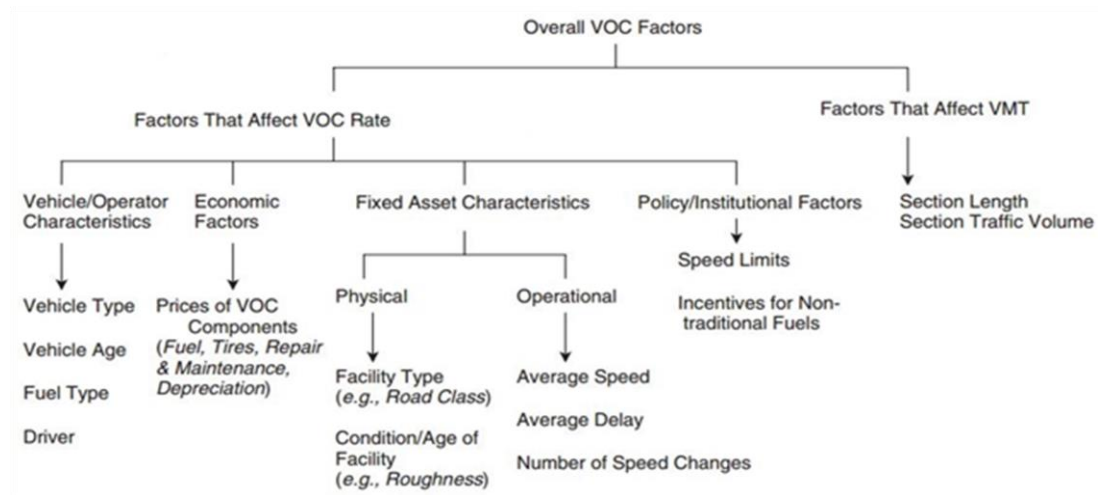 Overall VOC Factors
Factors That Affect VOC Rate
Factors That Affect VMT
Vehicle/Operator
Characteristics
Economic
Factors
Fixed Asset Characteristics
Policy/Institutional Factors
Section Length
Section Traffic Volume
Vehicle Type
Vehicle Age
Fuel Type
Driver
Prices of VOC
Components
(Fuel, Tires, Repair
& Maintenance,
Depreciation)
Physical
Facility Type
(e.g., Road Class)
Condition/Age of
Facility
(e.g., Roughness)
Operational
Average Speed
Average Delay
Number of Speed Changes
Speed Limits
Incentives for Non-
traditional Fuels